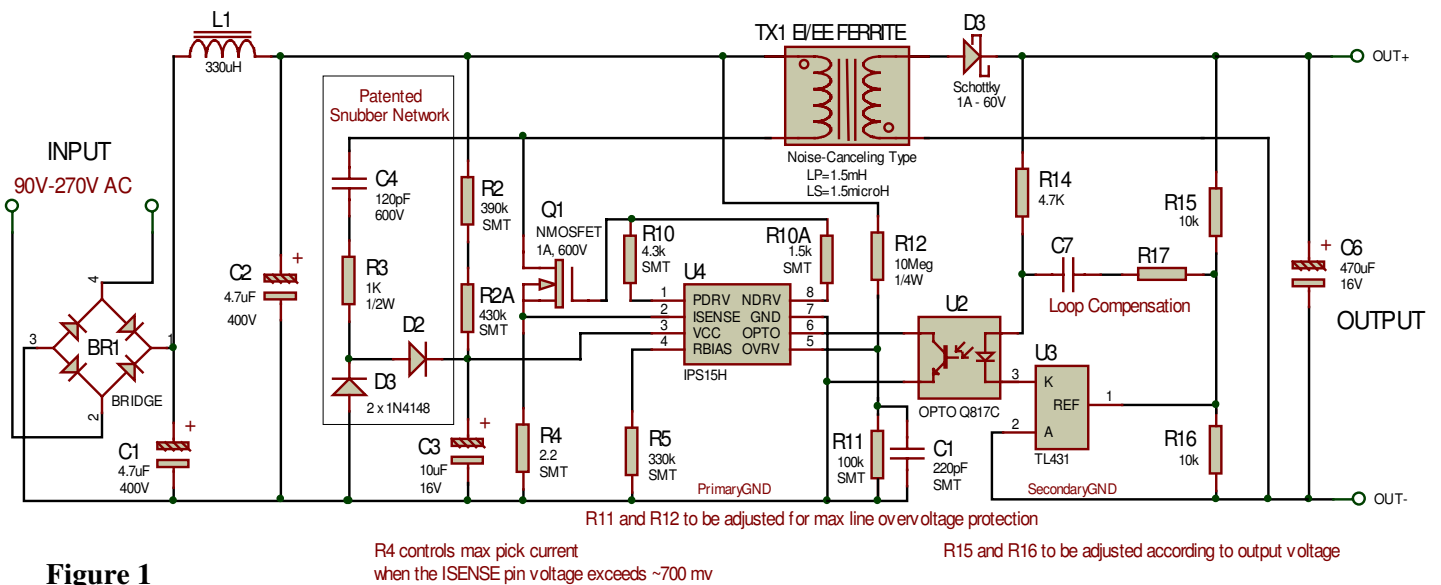 L1
330uH
TX1 EI/EE FERRITE
D3
Schottky
1A - 60V
OUT+
Patented
Snubber Network
Noise-Canceling Type
LP=1.5mH
LS=1.5microH
INPUT
90V-270V AC
C4
120pF
600V
R2
390k
SMT
Q1
NMOSFET
1A, 600V
R10
4.3k
SMT
R10A
1.5k
SMT
R12
10Meg
1/4W
R14
4.7K
R15
10k
C7
R17
Loop Compensation
C6
470uF
16V
OUTPUT
C2
4.7uF
400V
R3
1K
1/2W
R2A
430k
SMT
U4
1 PDRV NDRV 8
2 ISENSE GND 7
3 VCC OPTO 6
4 RBIAS OVRV 5
IPS15H
U2
OPTO Q817C
U3
3 K
REF 1
2 A
TL431
4
3
1
2
BR1
BRIDGE
D2
D3
2 x 1N4148
C1
4.7uF
400V
C3
10uF
16V
R4
2.2
SMT
R5
330k
SMT
R11
100k
SMT
C1
220pF
SMT
R16
10k
PrimaryGND
SecondaryGND
OUT-
R11 and R12 to be adjusted for max line overvoltage protection
R4 controls max pick current
when the ISENSE pin voltage exceeds ~700 mv
R15 and R16 to be adjusted according to output voltage
Figure 1